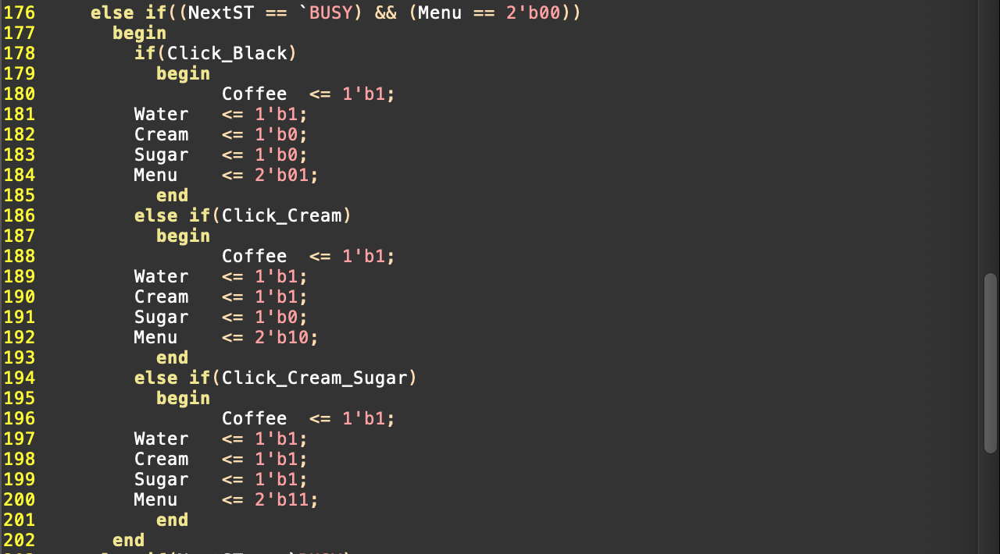 176     else if((NextST == `BUSY) && (Menu == 2'b00))
177       begin
178         if(Click_Black)
179           begin
180                 Coffee  <= 1'b1;
181         Water   <= 1'b1;
182         Cream   <= 1'b0;
183         Sugar   <= 1'b0;
184         Menu    <= 2'b01;
185           end
186         else if(Click_Cream)
187           begin
188                 Coffee  <= 1'b1;
189         Water   <= 1'b1;
190         Cream   <= 1'b1;
191         Sugar   <= 1'b0;
192         Menu    <= 2'b10;
193           end
194         else if(Click_Cream_Sugar)
195           begin
196                 Coffee  <= 1'b1;
197         Water   <= 1'b1;
198         Cream   <= 1'b1;
199         Sugar   <= 1'b1;
200         Menu    <= 2'b11;
201           end
202       end